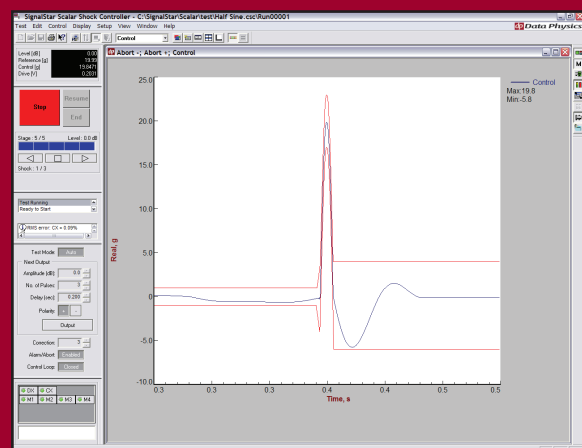 SignalStar Scalar Shock Controller - C:\SignalStar\Scalar\test\Half Sine.csc\Run00001
Test Edit Control Display Setup View Window Help
Data Physics
Control
Level [dB] 0.00
Reference [g] 19.99
Control [g] 19.8471
Drive [V] 0.2031
Stop
Resume
End
Stage : 5 / 5 Level : 0.0 dB
Shock : 1 / 3
Test Running
Ready to Start
RMS error: CX = 0.09%
Test Mode: Auto
Next Output
Amplitude (dB): 0.0
No. of Pulses: 3
Delay (sec): 0.200
Polarity: + -
Output
Correction: 3
Alarm/Abort: Enabled
Control Loop: Closed
DX CX
M1 M2 M3 M4
Abort -; Abort +; Control
Control
Max:19.8
Min:-5.8
25.0
20.0
15.0
10.0
5.0
0
-5.0
-10.0
Real, g
0.3 0.3 0.3 0.4 0.4 0.5 0.5
Time, s
M